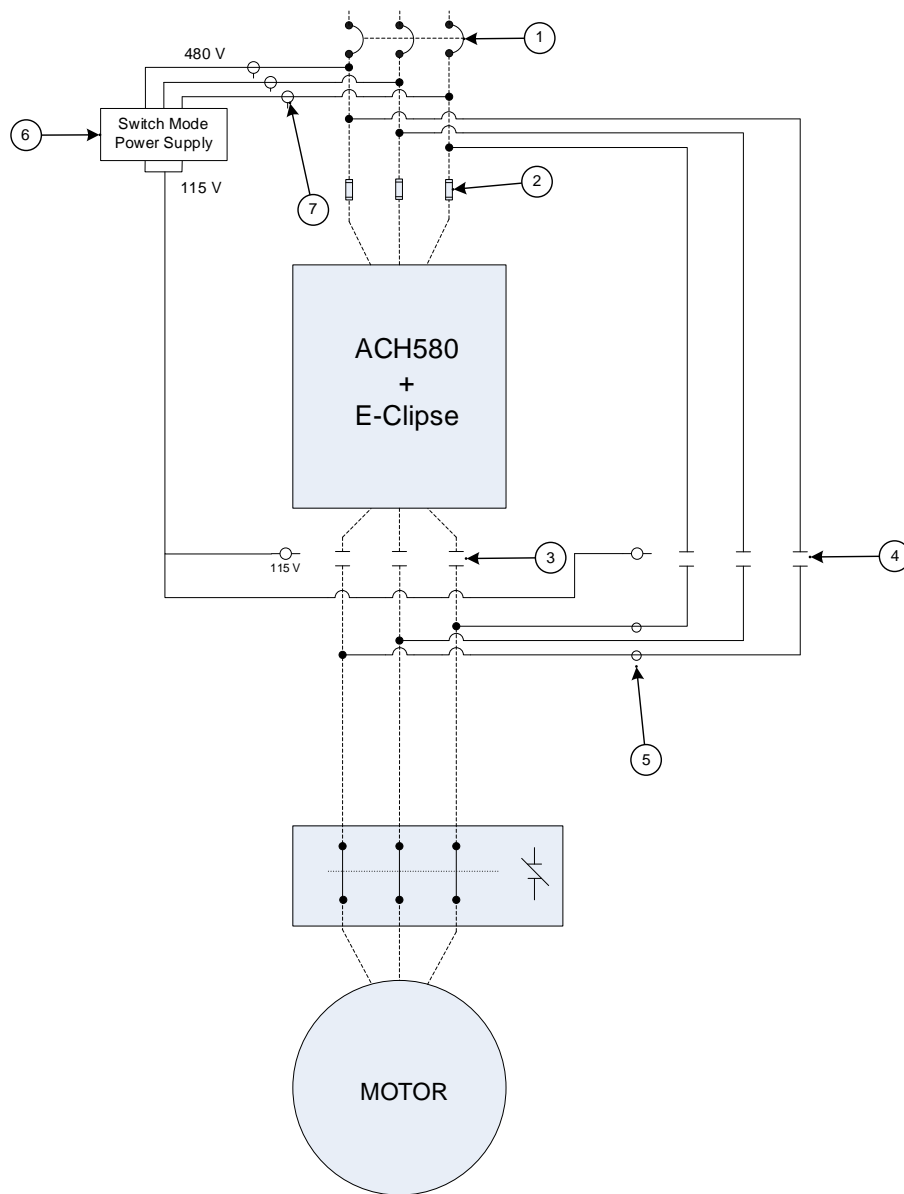 1
480 V
6
Switch Mode
Power Supply
115 V
7
2
ACH580
+
E-Clipse
115 V
3
4
5
MOTOR